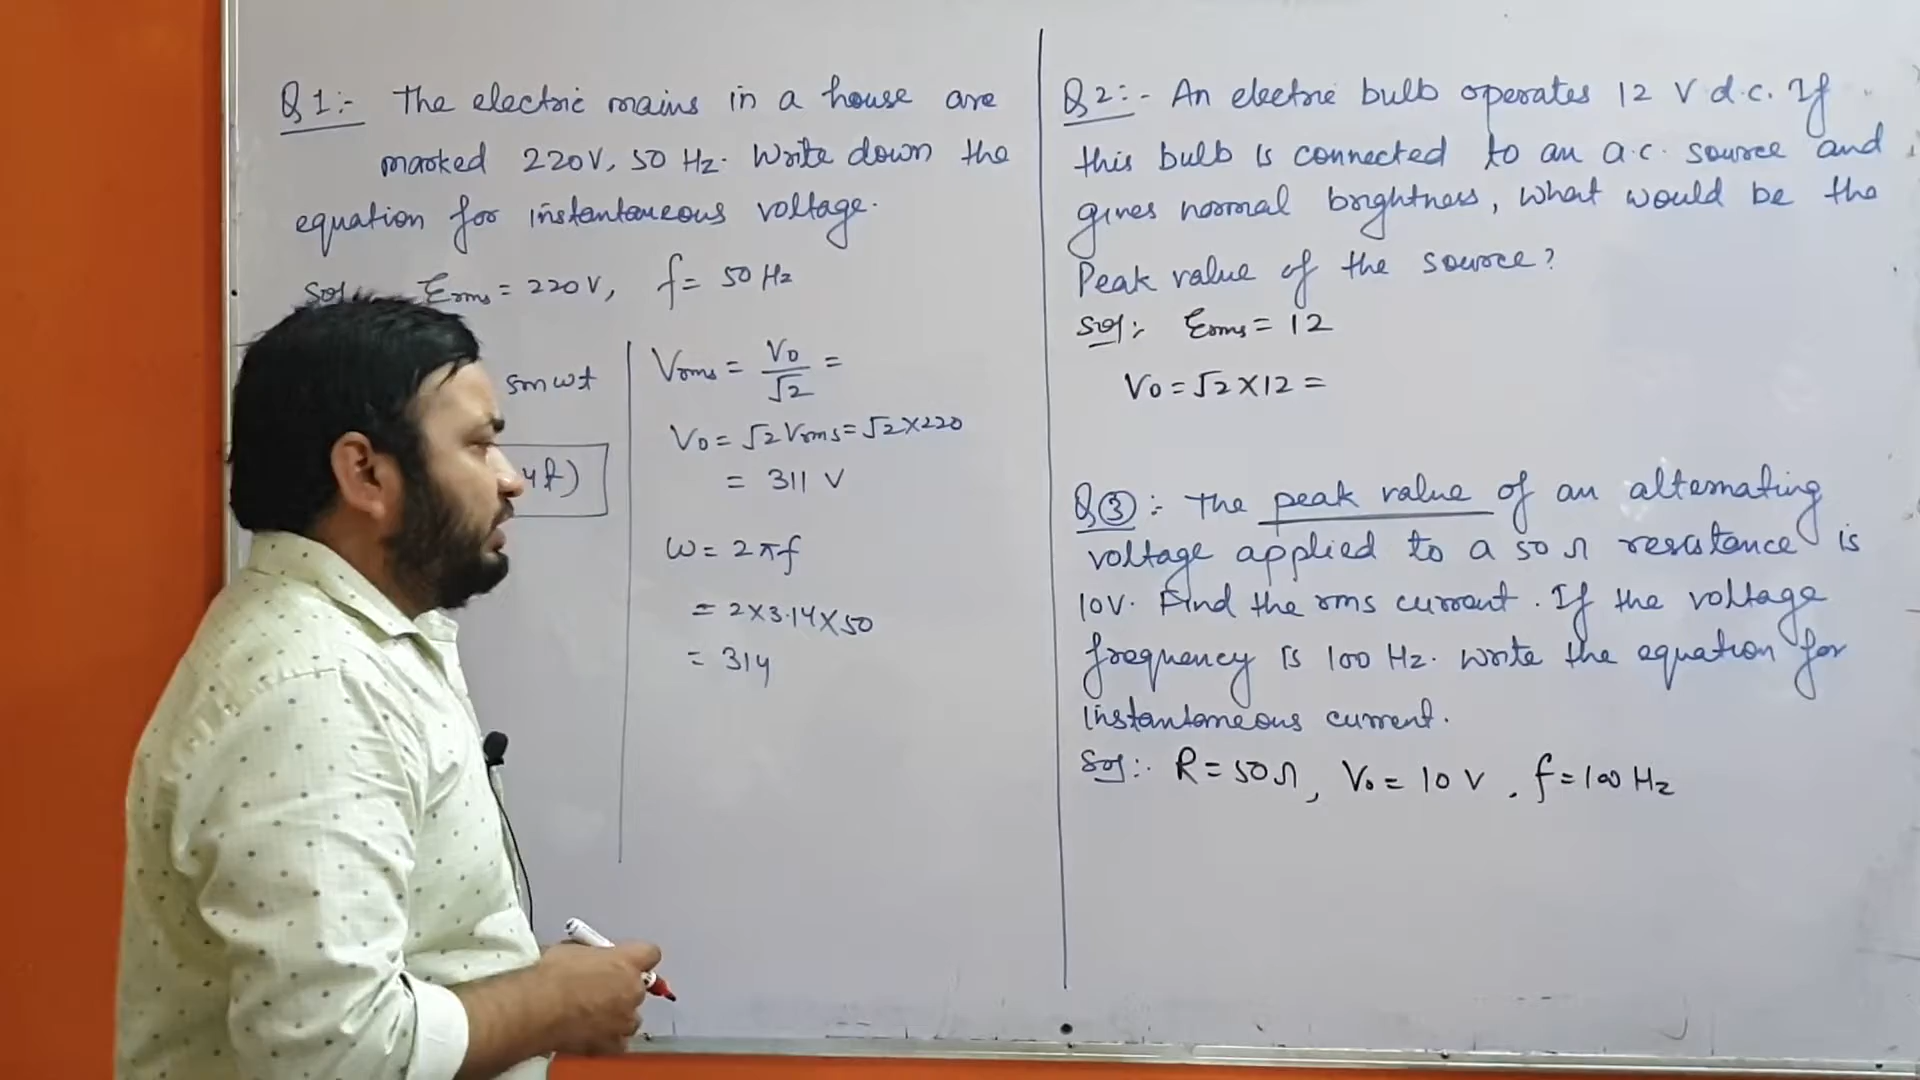 Q1:- The electric mains in a house are
marked 220V, 50 Hz. Write down the
equation for instantaneous voltage.
Sol: Erms = 220V, f = 50 Hz
sin wt
4t)
Vrms = V0/√2 =
V0 = √2 Vrms = √2 × 220
= 311 V
ω = 2πf
= 2×3.14×50
= 314
Q2:- An electric bulb operates 12 V d.c. If
this bulb is connected to an a.c. source and
gives normal brightness, what would be the
Peak value of the source?
Sol: Erms = 12
V0 = √2 × 12 =
Q③: The peak value of an alternating
voltage applied to a 50 Ω resistance is
10V. Find the rms current. If the voltage
frequency is 100 Hz. Write the equation for
instantaneous current.
Sol:. R = 50Ω, V0 = 10 V, f = 100 Hz